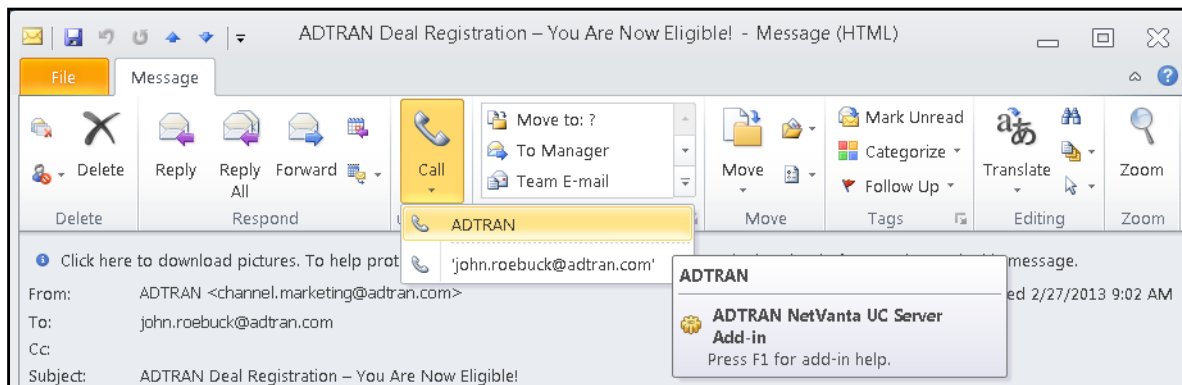 ADTRAN Deal Registration – You Are Now Eligible! - Message (HTML)
File Message
Delete
Reply
Reply All
Forward
Call
Move to: ?
To Manager
Team E-mail
Move
Mark Unread
Categorize
Follow Up
Translate
Zoom
Delete Respond Move Tags Editing Zoom
ADTRAN
'john.roebuck@adtran.com'
Click here to download pictures. To help message.
ADTRAN
ADTRAN NetVanta UC Server
Add-in
Press F1 for add-in help.
From: ADTRAN <channel.marketing@adtran.com> 2/27/2013 9:02 AM
To: john.roebuck@adtran.com
Cc:
Subject: ADTRAN Deal Registration – You Are Now Eligible!